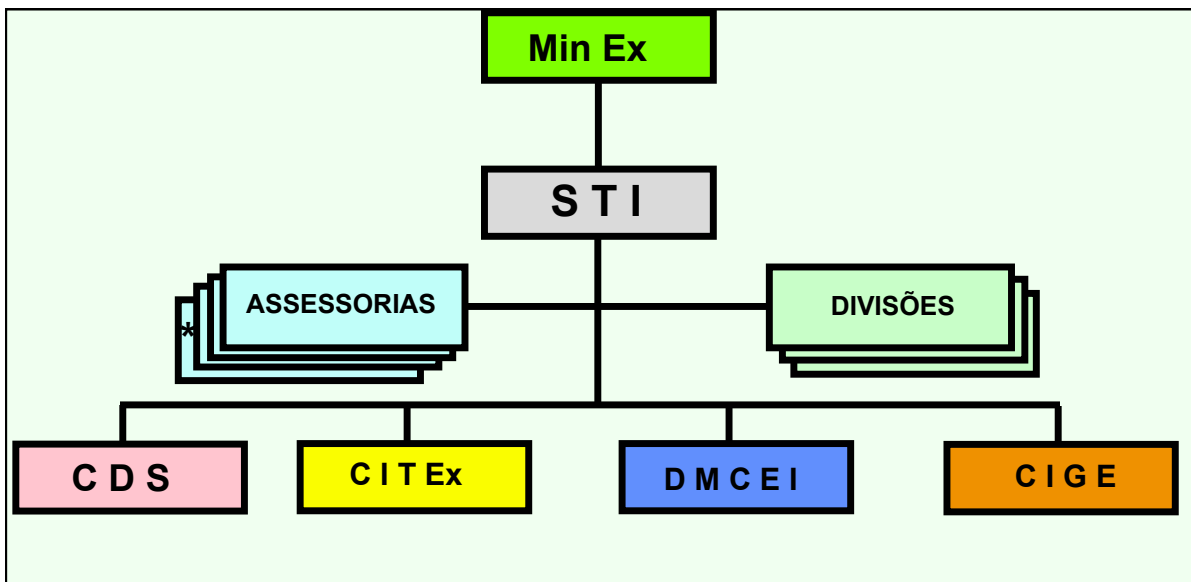 Min Ex
S T I
ASSESSORIAS
DIVISÕES
*
C D S
C I T Ex
D M C E I
C I G E